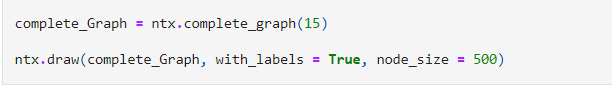 complete_Graph = ntx.complete_graph(15)
ntx.draw(complete_Graph, with_labels = True, node_size = 500)